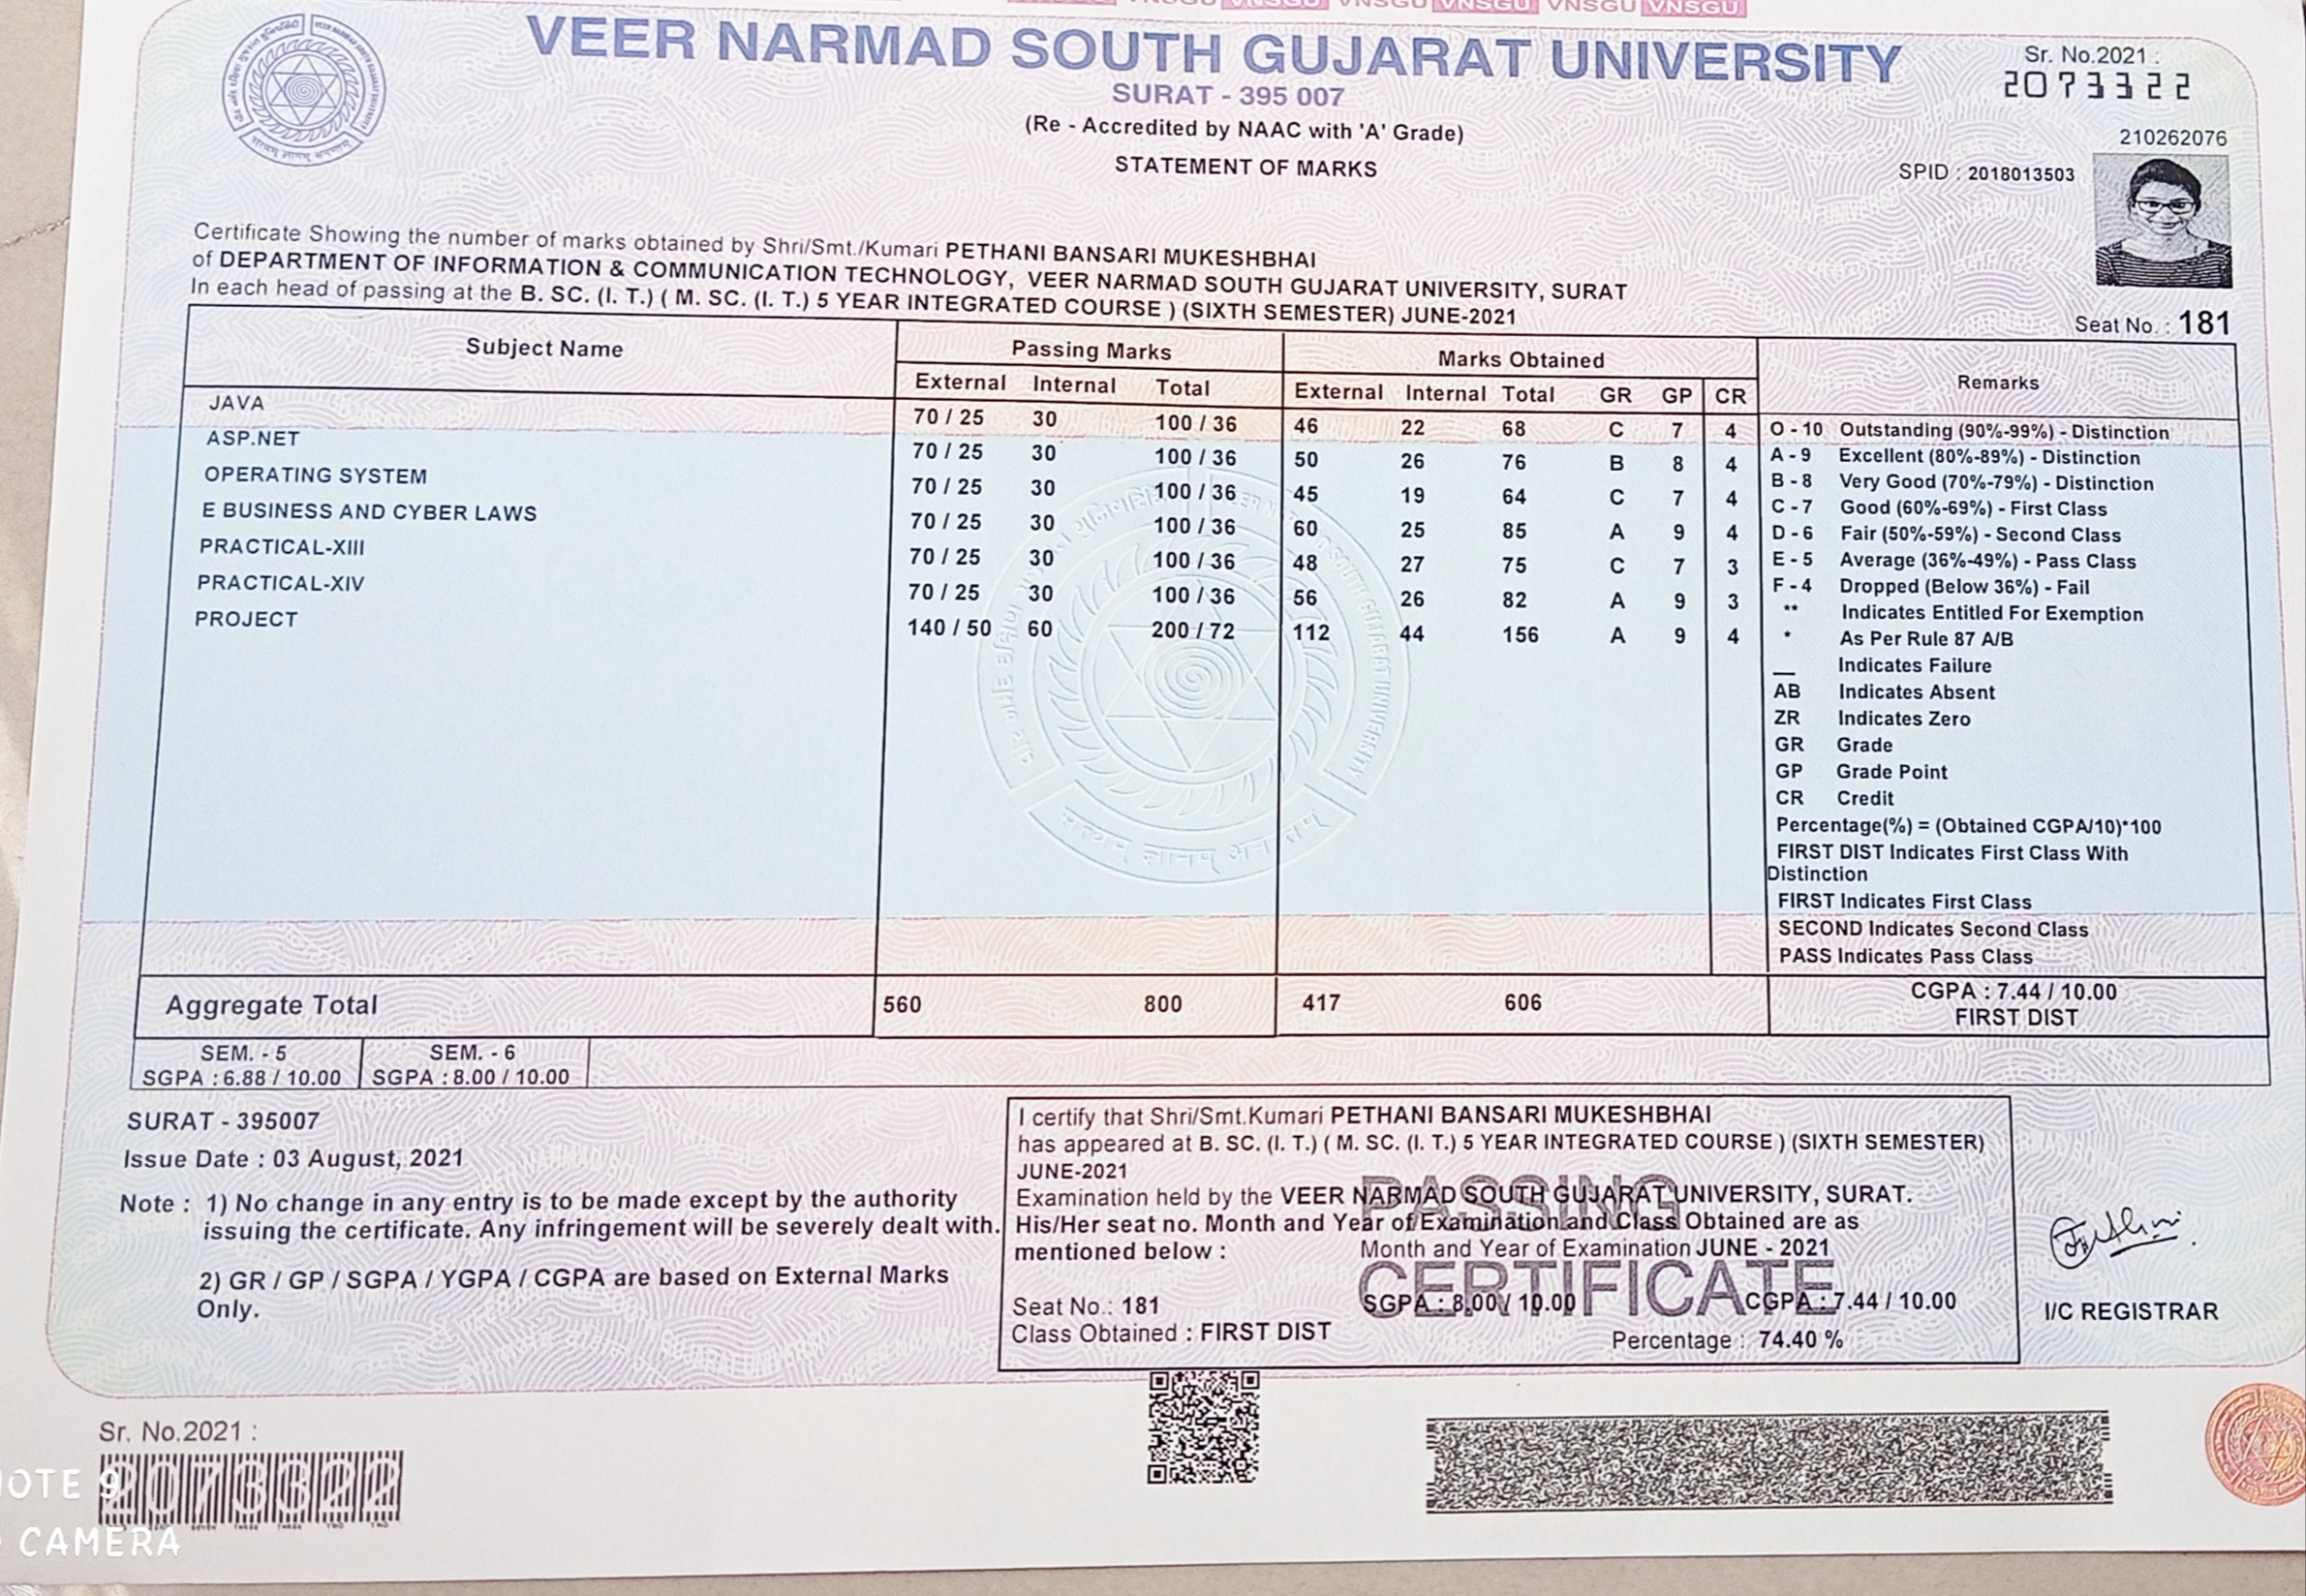 VNSGU VNSGU VNSGU VNSGU VNSGU VNSGU VNSGU
VEER NARMAD SOUTH GUJARAT UNIVERSITY
SURAT - 395 007
(Re - Accredited by NAAC with 'A' Grade)
STATEMENT OF MARKS
Sr. No.2021 :
2073322
210262076
SPID : 2018013503
Certificate Showing the number of marks obtained by Shri/Smt./Kumari PETHANI BANSARI MUKESHBHAI
of DEPARTMENT OF INFORMATION & COMMUNICATION TECHNOLOGY, VEER NARMAD SOUTH GUJARAT UNIVERSITY, SURAT
In each head of passing at the B. SC. (I. T.) ( M. SC. (I. T.) 5 YEAR INTEGRATED COURSE ) (SIXTH SEMESTER) JUNE-2021
Seat No. : 181
Subject Name Passing Marks Marks Obtained Remarks
External Internal Total External Internal Total GR GP CR
JAVA 70 / 25 30 100 / 36 46 22 68 C 7 4
ASP.NET 70 / 25 30 100 / 36 50 26 76 B 8 4
OPERATING SYSTEM 70 / 25 30 100 / 36 45 19 64 C 7 4
E BUSINESS AND CYBER LAWS 70 / 25 30 100 / 36 60 25 85 A 9 4
PRACTICAL-XIII 70 / 25 30 100 / 36 48 27 75 C 7 3
PRACTICAL-XIV 70 / 25 30 100 / 36 56 26 82 A 9 3
PROJECT 140 / 50 60 200 / 72 112 44 156 A 9 4
O - 10 Outstanding (90%-99%) - Distinction
A - 9 Excellent (80%-89%) - Distinction
B - 8 Very Good (70%-79%) - Distinction
C - 7 Good (60%-69%) - First Class
D - 6 Fair (50%-59%) - Second Class
E - 5 Average (36%-49%) - Pass Class
F - 4 Dropped (Below 36%) - Fail
** Indicates Entitled For Exemption
* As Per Rule 87 A/B
__ Indicates Failure
AB Indicates Absent
ZR Indicates Zero
GR Grade
GP Grade Point
CR Credit
Percentage(%) = (Obtained CGPA/10)*100
FIRST DIST Indicates First Class With
Distinction
FIRST Indicates First Class
SECOND Indicates Second Class
PASS Indicates Pass Class
Aggregate Total 560 800 417 606
CGPA : 7.44 / 10.00
FIRST DIST
SEM. - 5 SEM. - 6
SGPA : 6.88 / 10.00 SGPA : 8.00 / 10.00
SURAT - 395007
Issue Date : 03 August, 2021
Note : 1) No change in any entry is to be made except by the authority
issuing the certificate. Any infringement will be severely dealt with.
2) GR / GP / SGPA / YGPA / CGPA are based on External Marks
Only.
I certify that Shri/Smt.Kumari PETHANI BANSARI MUKESHBHAI
has appeared at B. SC. (I. T.) ( M. SC. (I. T.) 5 YEAR INTEGRATED COURSE ) (SIXTH SEMESTER)
JUNE-2021
Examination held by the VEER NARMAD SOUTH GUJARAT UNIVERSITY, SURAT.
His/Her seat no. Month and Year of Examination and Class Obtained are as
mentioned below : Month and Year of Examination JUNE - 2021
PASSING
CERTIFICATE
Seat No.: 181 SGPA : 8.00 / 10.00 CGPA : 7.44 / 10.00
Class Obtained : FIRST DIST Percentage : 74.40 %
I/C REGISTRAR
Sr. No.2021 :
2073322
NOTE 9
CAMERA